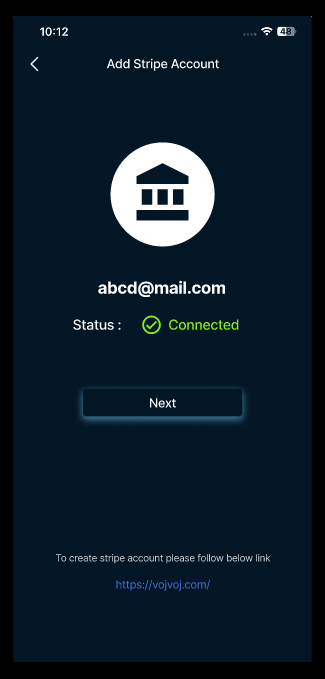 10:12
48
Add Stripe Account
abcd@mail.com
Status : Connected
Next
To create stripe account please follow below link
https://vojvoj.com/